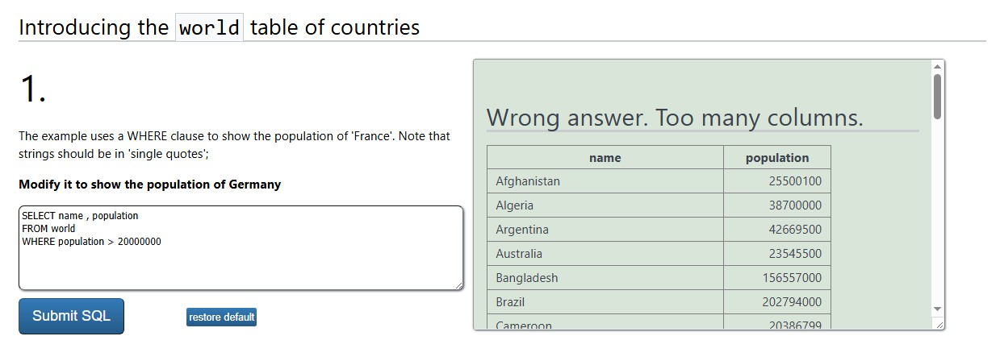 Introducing the world table of countries
1.
The example uses a WHERE clause to show the population of 'France'. Note that
strings should be in 'single quotes';
Modify it to show the population of Germany
SELECT name , population
FROM world
WHERE population > 20000000
Submit SQL
restore default
Wrong answer. Too many columns.
name population
Afghanistan 25500100
Algeria 38700000
Argentina 42669500
Australia 23545500
Bangladesh 156557000
Brazil 202794000
Cameroon 20386799